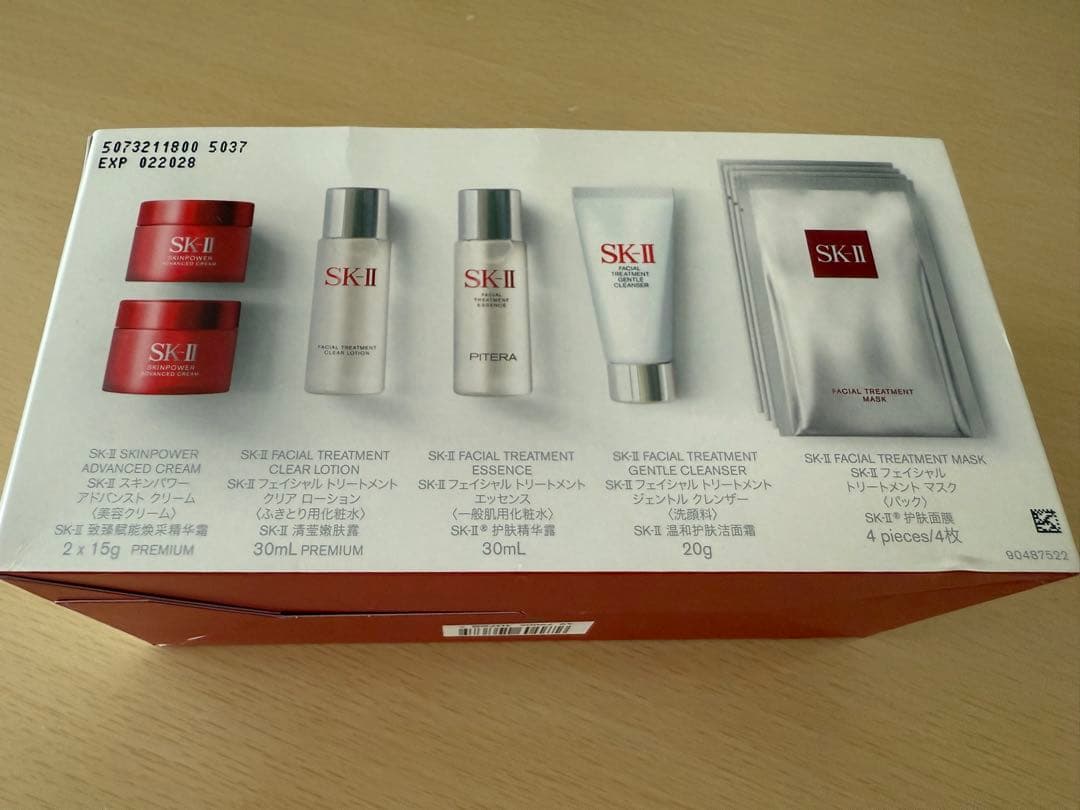 5073211800 5037
EXP 022028
SK-II
SKINPOWER
ADVANCED CREAM
SK-II
SKINPOWER
ADVANCED CREAM
SK-II
FACIAL TREATMENT
CLEAR LOTION
SK-II
FACIAL
TREATMENT
ESSENCE
PITERA
SK-II
FACIAL
TREATMENT
GENTLE
CLEANSER
SK-II
FACIAL TREATMENT
MASK
SK-II SKINPOWER
ADVANCED CREAM
SK-II スキンパワー
アドバンスト クリーム
〈美容クリーム〉
SK-II 致臻赋能焕采精华霜
2 x 15g PREMIUM
SK-II FACIAL TREATMENT
CLEAR LOTION
SK-II フェイシャル トリートメント
クリア ローション
〈ふきとり用化粧水〉
SK-II 清莹嫩肤露
30mL PREMIUM
SK-II FACIAL TREATMENT
ESSENCE
SK-II フェイシャル トリートメント
エッセンス
〈一般肌用化粧水〉
SK-II® 护肤精华露
30mL
SK-II FACIAL TREATMENT
GENTLE CLEANSER
SK-II フェイシャル トリートメント
ジェントル クレンザー
〈洗顔料〉
SK-II 温和护肤洁面霜
20g
SK-II FACIAL TREATMENT MASK
SK-II フェイシャル
トリートメント マスク
〈パック〉
SK-II® 护肤面膜
4 pieces/4枚
90487522